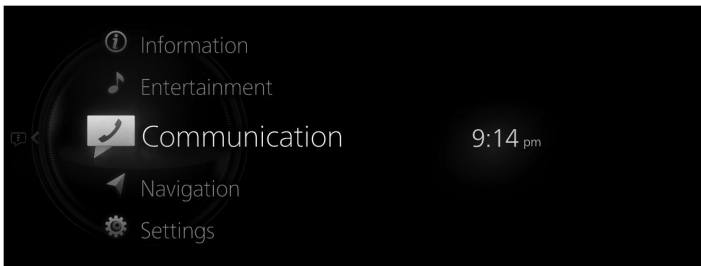 Information
Entertainment
Communication
9:14 pm
Navigation
Settings